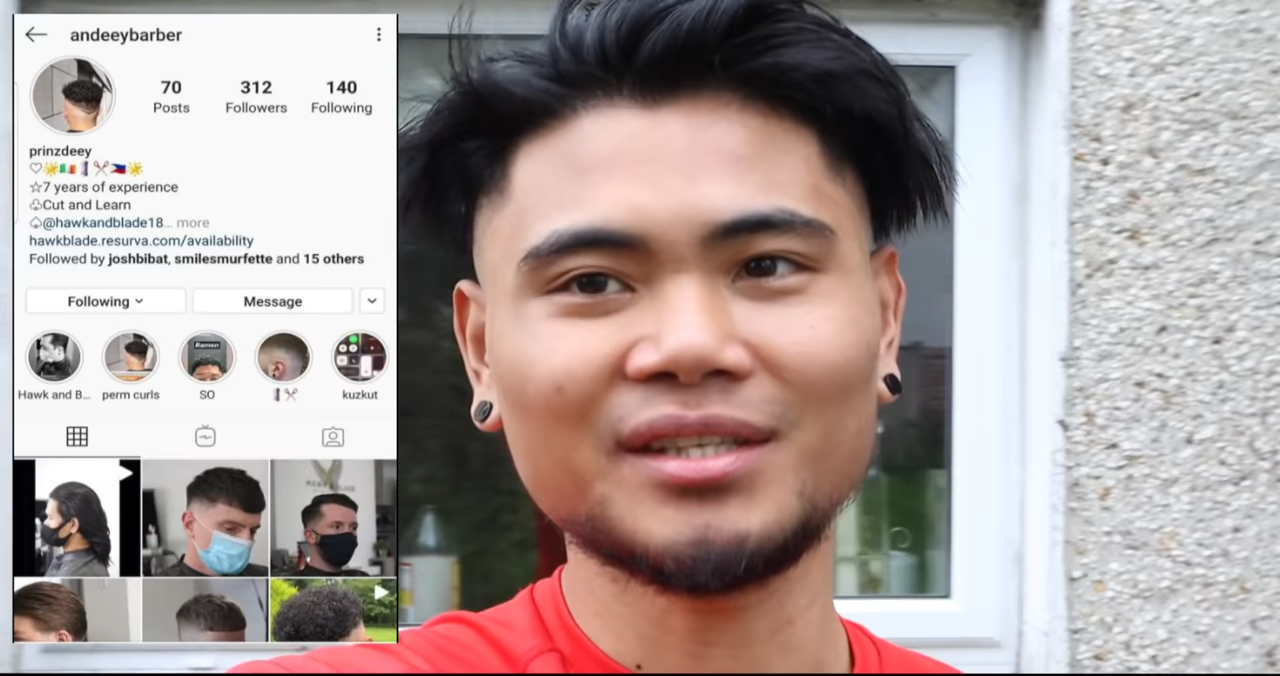 andeeybarber
70 312 140
Posts Followers Following
prinzdeey
♡🌟🇮🇪💈✂️🇵🇭🌟
☆7 years of experience
♧Cut and Learn
♤@hawkandblade18... more
hawkblade.resurva.com/availability
Followed by joshbibat, smilesmurfette and 15 others
Following Message
Ramen
Hawk and B... perm curls SO 💈✂️ kuzkut